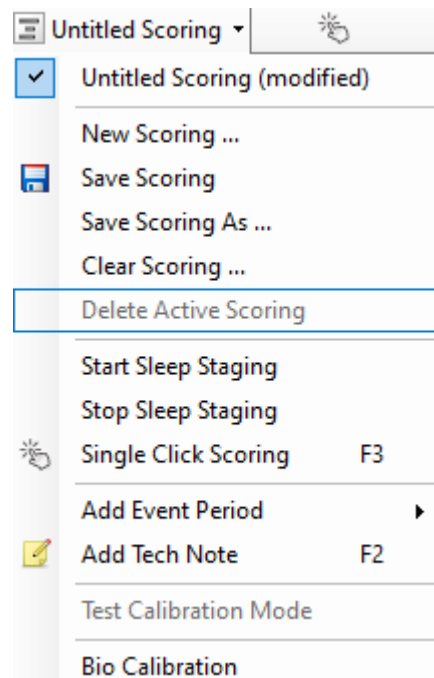 Untitled Scoring
Untitled Scoring (modified)
New Scoring ...
Save Scoring
Save Scoring As ...
Clear Scoring ...
Delete Active Scoring
Start Sleep Staging
Stop Sleep Staging
Single Click Scoring F3
Add Event Period
Add Tech Note F2
Test Calibration Mode
Bio Calibration